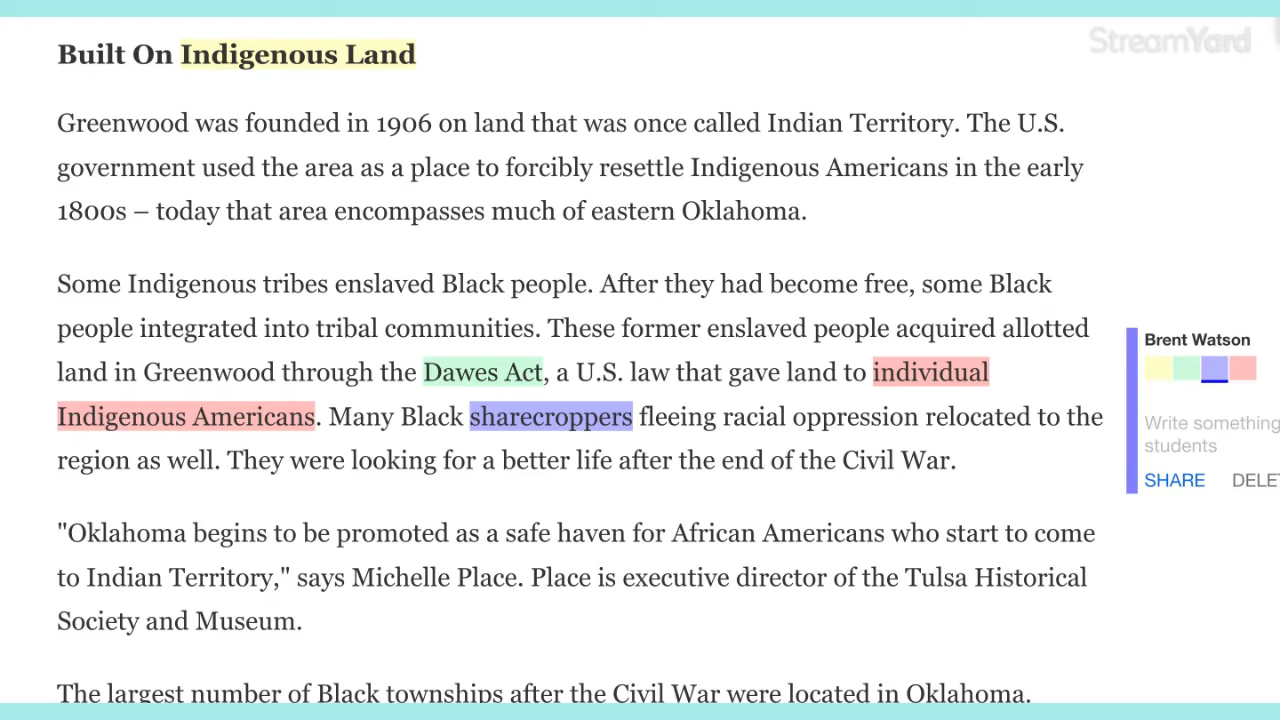 StreamYard
Built On Indigenous Land
Greenwood was founded in 1906 on land that was once called Indian Territory. The U.S.
government used the area as a place to forcibly resettle Indigenous Americans in the early
1800s – today that area encompasses much of eastern Oklahoma.
Some Indigenous tribes enslaved Black people. After they had become free, some Black
people integrated into tribal communities. These former enslaved people acquired allotted
land in Greenwood through the Dawes Act, a U.S. law that gave land to individual
Indigenous Americans. Many Black sharecroppers fleeing racial oppression relocated to the
region as well. They were looking for a better life after the end of the Civil War.
"Oklahoma begins to be promoted as a safe haven for African Americans who start to come
to Indian Territory," says Michelle Place. Place is executive director of the Tulsa Historical
Society and Museum.
The largest number of Black townships after the Civil War were located in Oklahoma.
Brent Watson
Write something
students
SHARE DELET